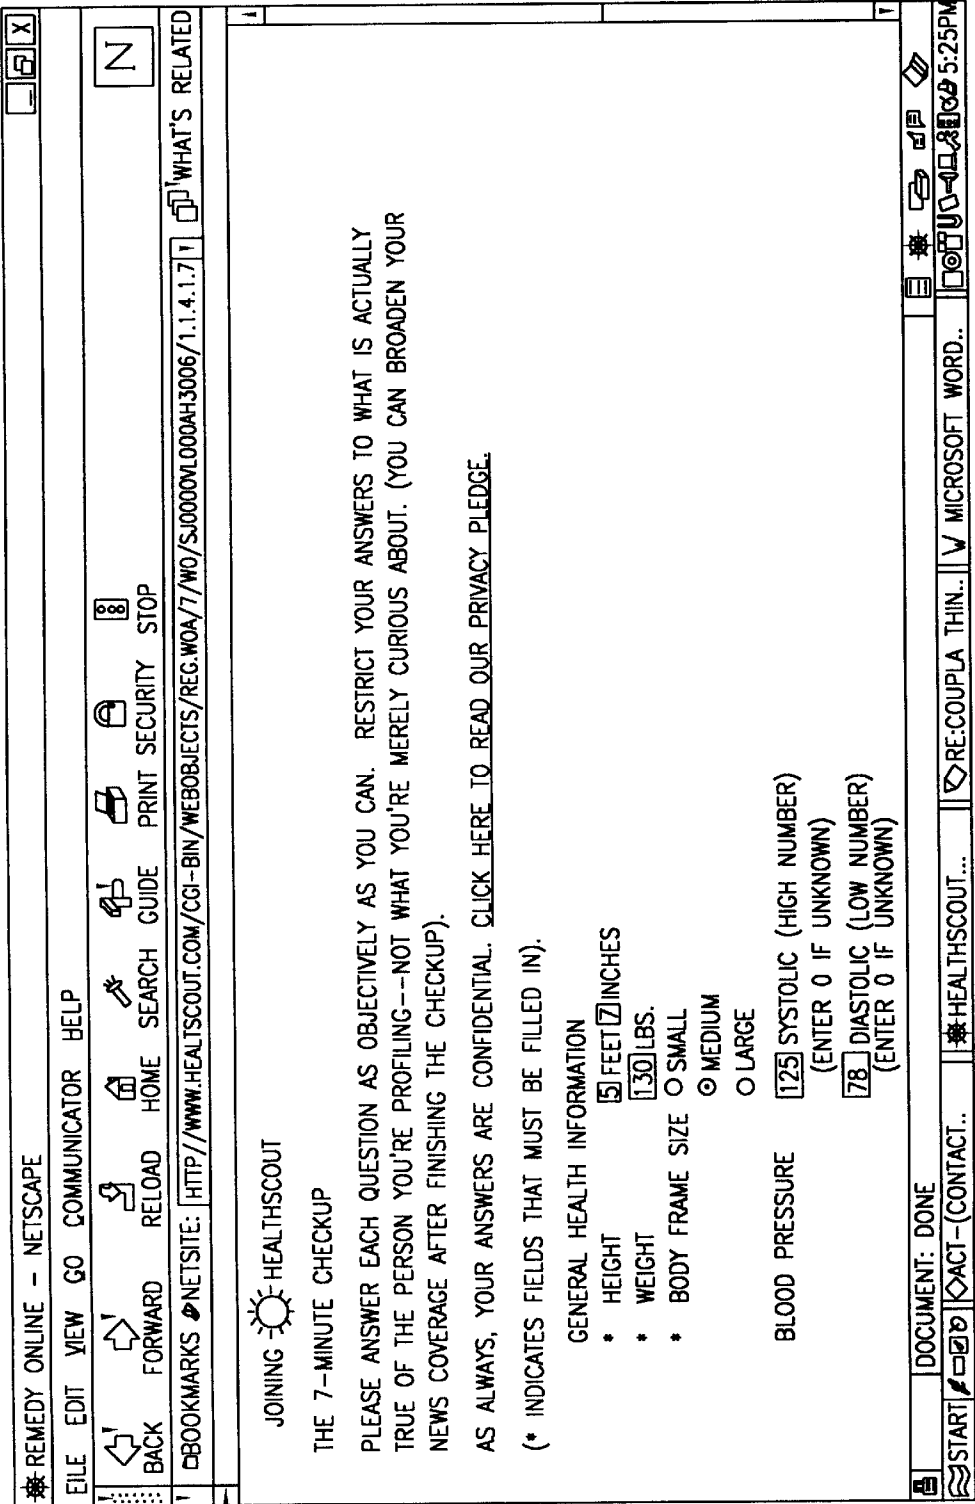 REMEDY ONLINE - NETSCAPE
FILE EDIT VIEW GO COMMUNICATOR HELP
BACK FORWARD RELOAD HOME SEARCH GUIDE PRINT SECURITY STOP
N
BOOKMARKS NETSITE: HTTP//WWW.HEALTSCOUT.COM/CGI-BIN/WEBOBJECTS/REG.WOA/7/WO/SJ0000VL000AH3006/1.1.4.1.7 WHAT'S RELATED
JOINING HEALTHSCOUT
THE 7-MINUTE CHECKUP
PLEASE ANSWER EACH QUESTION AS OBJECTIVELY AS YOU CAN. RESTRICT YOUR ANSWERS TO WHAT IS ACTUALLY
TRUE OF THE PERSON YOU'RE PROFILING--NOT WHAT YOU'RE MERELY CURIOUS ABOUT. (YOU CAN BROADEN YOUR
NEWS COVERAGE AFTER FINISHING THE CHECKUP).
AS ALWAYS, YOUR ANSWERS ARE CONFIDENTIAL. CLICK HERE TO READ OUR PRIVACY PLEDGE.
(* INDICATES FIELDS THAT MUST BE FILLED IN).
GENERAL HEALTH INFORMATION
* HEIGHT 5 FEET 7 INCHES
* WEIGHT 130 LBS.
* BODY FRAME SIZE SMALL
MEDIUM
LARGE
BLOOD PRESSURE 125 SYSTOLIC (HIGH NUMBER)
(ENTER 0 IF UNKNOWN)
78 DIASTOLIC (LOW NUMBER)
(ENTER 0 IF UNKNOWN)
DOCUMENT: DONE
START ACT-(CONTACT.. HEALTHSCOUT... RE:COUPLA THIN.. W MICROSOFT WORD.. 5:25PM